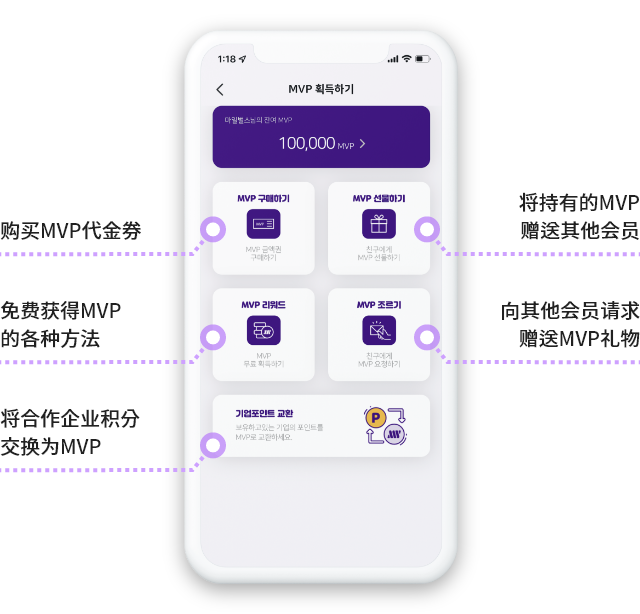 1:18
MVP 획득하기
마일벌스님의 잔여 MVP
100,000 MVP
MVP 구매하기
MVP 금액권
구매하기
MVP 선물하기
친구에게
MVP 선물하기
MVP 리워드
MVP
무료 획득하기
MVP 조르기
친구에게
MVP 요청하기
기업포인트 교환
보유하고있는 기업의 포인트를
MVP로 교환하세요.
P
购买MVP代金券
免费获得MVP
的各种方法
将合作企业积分
交换为MVP
将持有的MVP
赠送其他会员
向其他会员请求
赠送MVP礼物